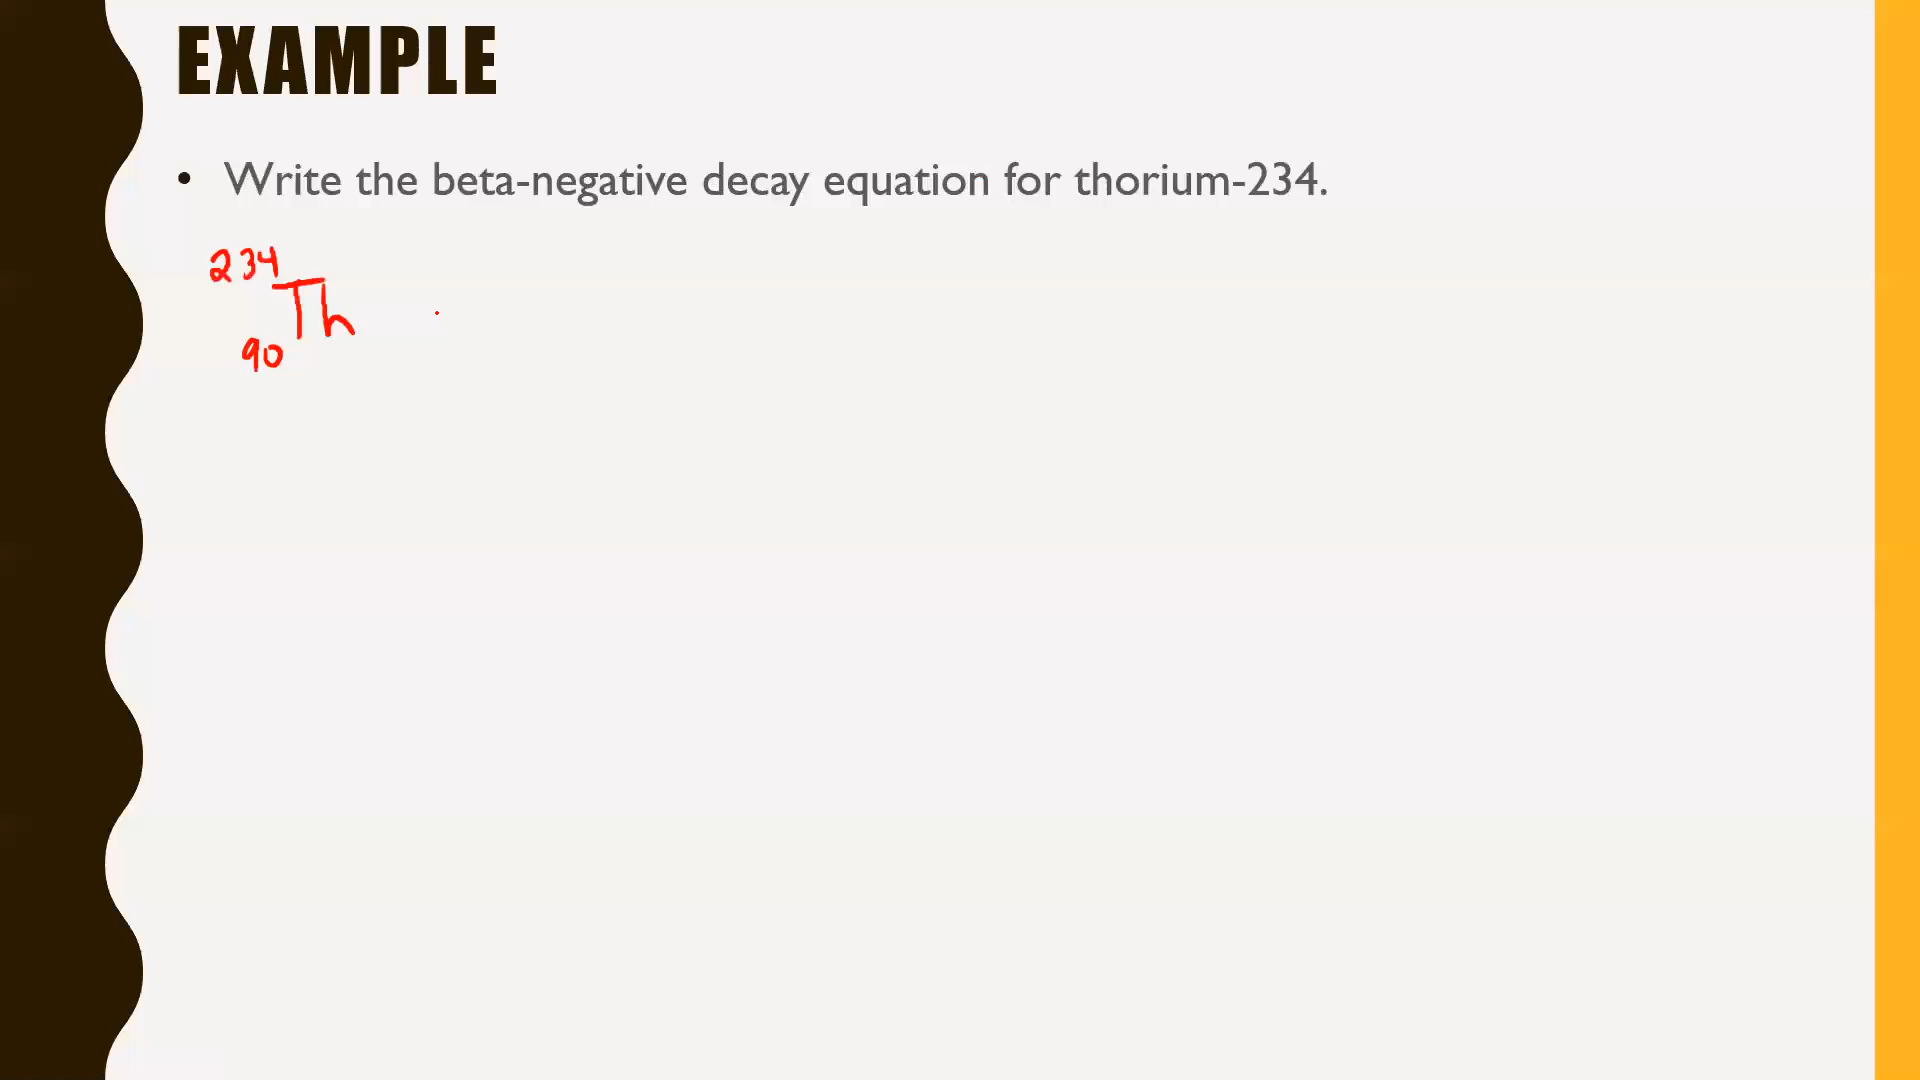 EXAMPLE
• Write the beta-negative decay equation for thorium-234.
234
Th
90